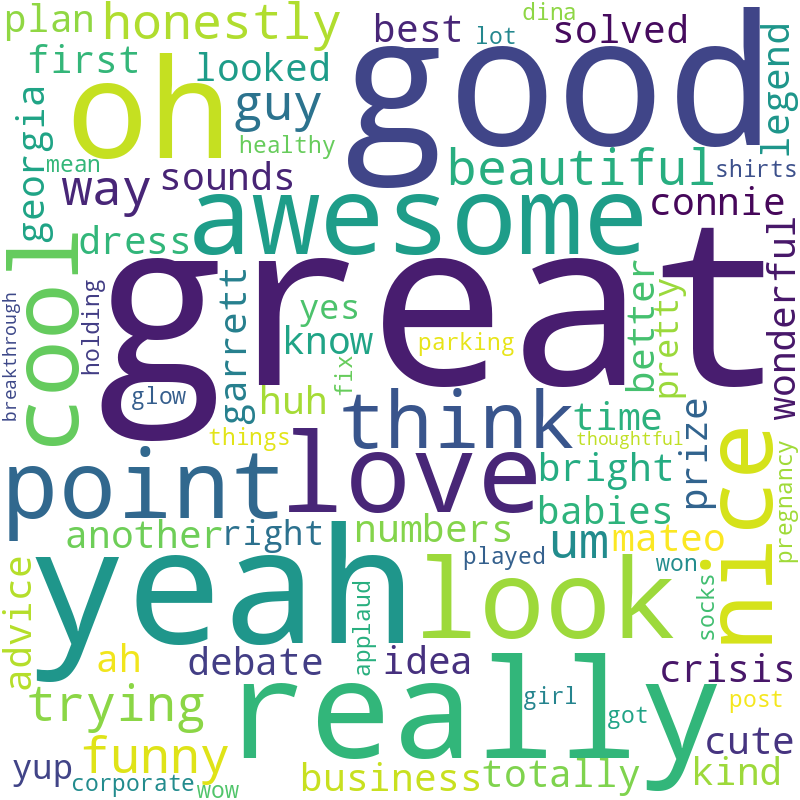 plan honestly best lot dina solved
first looked
oh guy good legend
georgia mean healthy
way sounds beautiful shirts
connie
dress awesome
cool great wonderful
breakthrough holding garrett yes better pretty
know parking
glow fix
huh think time
things thoughtful
point love prize nice
bright
babies pregnancy
another right numbers um mateo
yeah played won
look socks
advice applaud
ah debate idea crisis
trying really girl got post
funny cute
yup corporate wow business totally kind